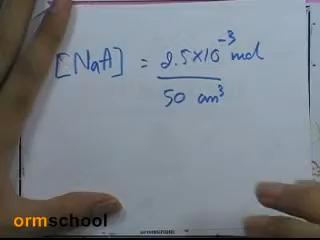 [NaA] = 2.5×10⁻³ mol
50 cm³
ormschool